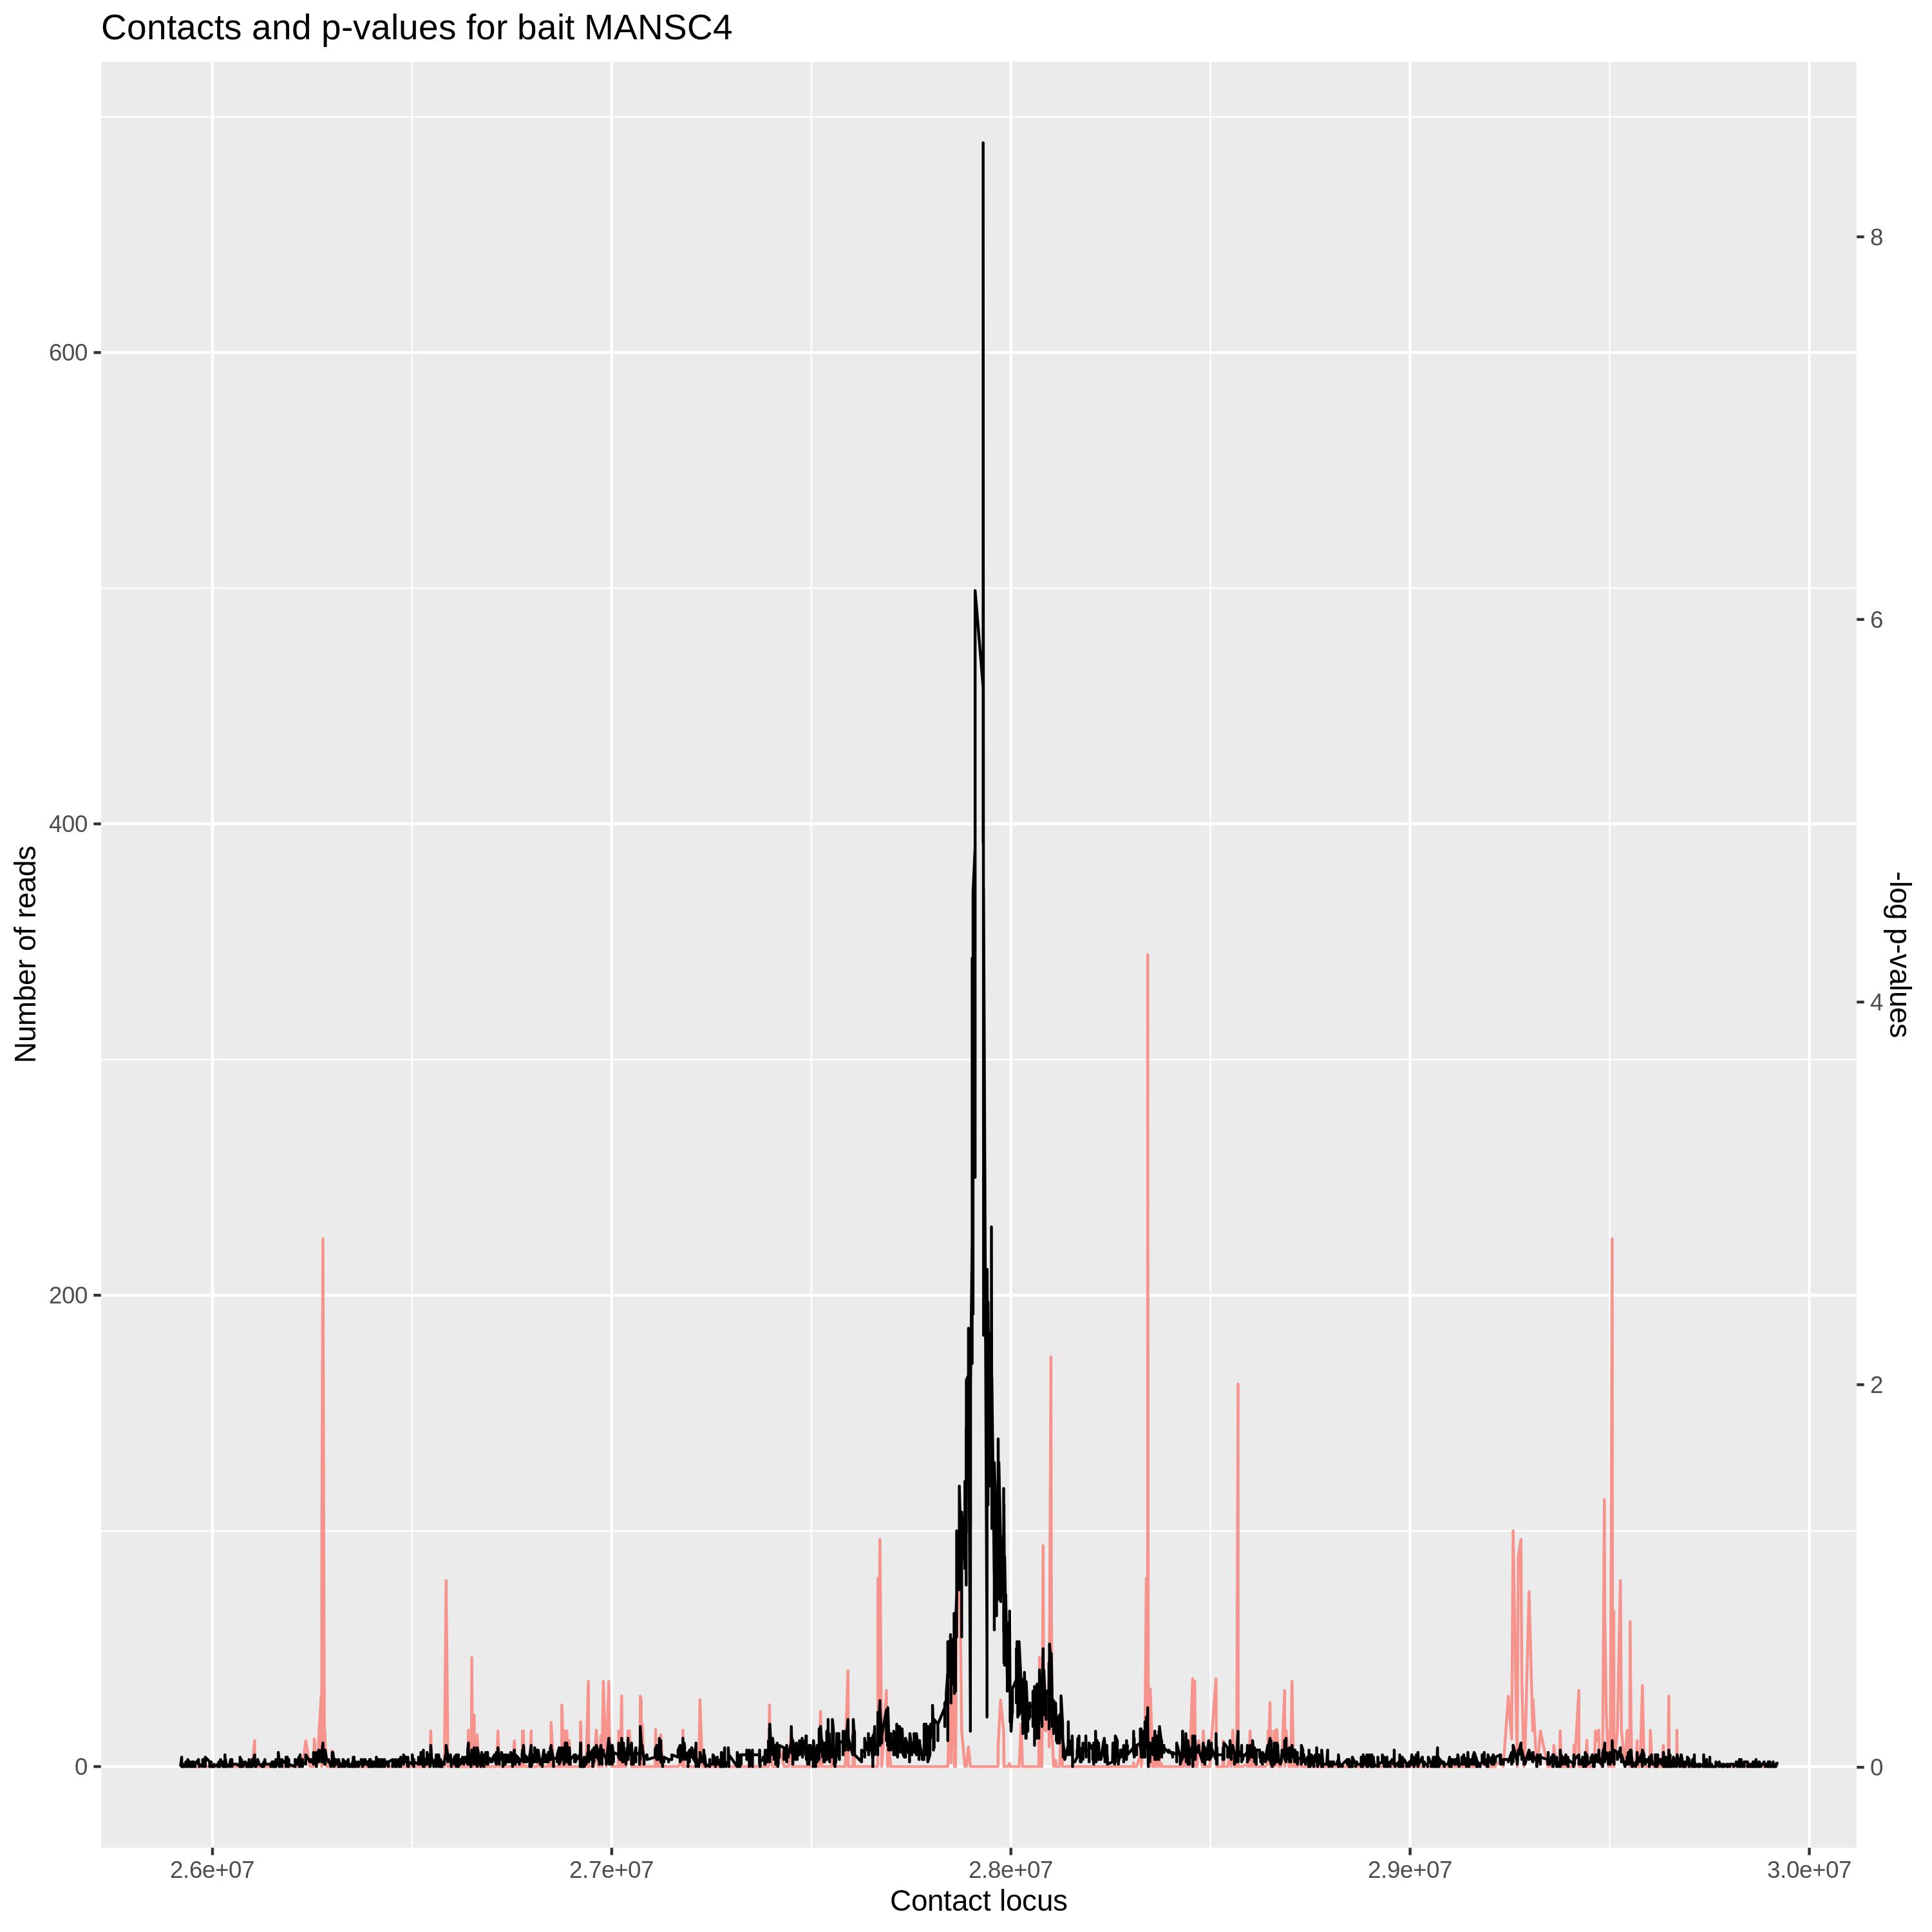 Contacts and p-values for bait MANSC4
Number of reads
600
400
200
0
8
6
4
2
0
-log p-values
2.6e+07
2.7e+07
2.8e+07
2.9e+07
3.0e+07
Contact locus